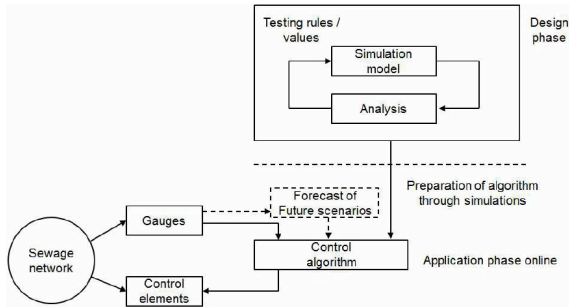 Testing rules /
values
Design
phase
Simulation
model
Analysis
Forecast of
Future scenarios
Preparation of algorithm
through simulations
Gauges
Sewage
network
Control
algorithm
Application phase online
Control
elements